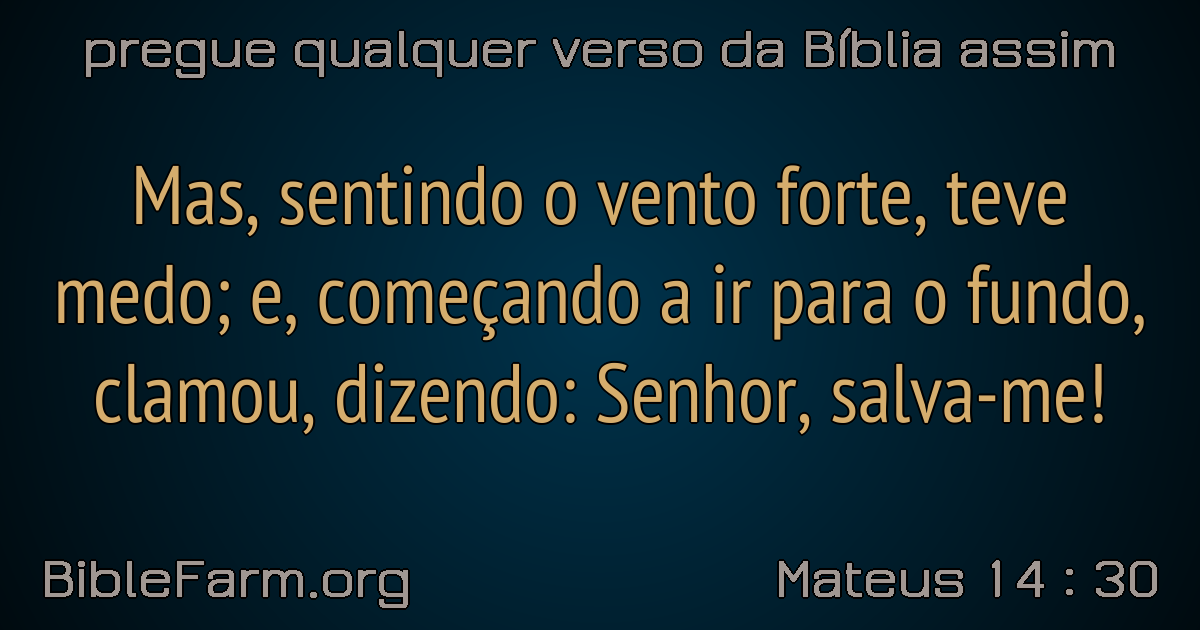 pregue qualquer verso da Bíblia assim
Mas, sentindo o vento forte, teve
medo; e, começando a ir para o fundo,
clamou, dizendo: Senhor, salva-me!
BibleFarm.org
Mateus 14 : 30